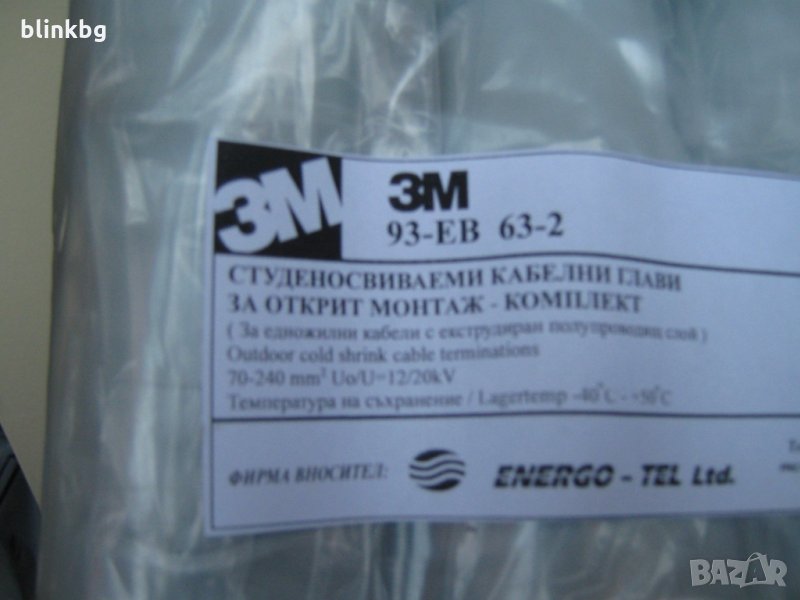 blinkbg
3M
3M
93-EB 63-2
СТУДЕНОСВИВАЕМИ КАБЕЛНИ ГЛАВИ
ЗА ОТКРИТ МОНТАЖ - КОМПЛЕКТ
( За едножилни кабели с екструдиран полупроводящ слой )
Outdoor cold shrink cable terminations
70-240 mm² Uo/U=12/20kV
Температура на съхранение / Lagertemp -40°C - +50°C
ФИРМА ВНОСИТЕЛ: ENERGO - TEL Ltd.
BAZAR